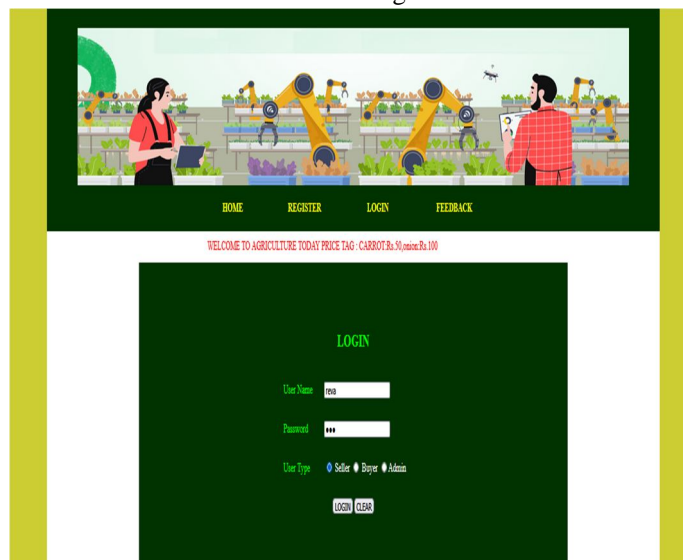 HOME REGISTER LOGIN FEEDBACK
WELCOME TO AGRICULTURE TODAY PRICE TAG : CARROT:Rs.50,onion:Rs.100
LOGIN
User Name reva
Password •••
User Type Seller Buyer Admin
LOGIN CLEAR